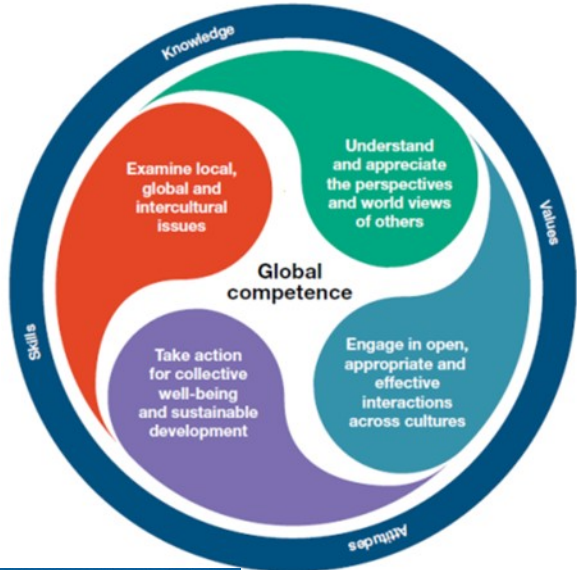 Knowledge
Examine local,
global and
intercultural
issues
Understand
and appreciate
the perspectives
and world views
of others
Values
Global
competence
Skills
Take action
for collective
well-being
and sustainable
development
Engage in open,
appropriate and
effective
interactions
across cultures
Attitudes